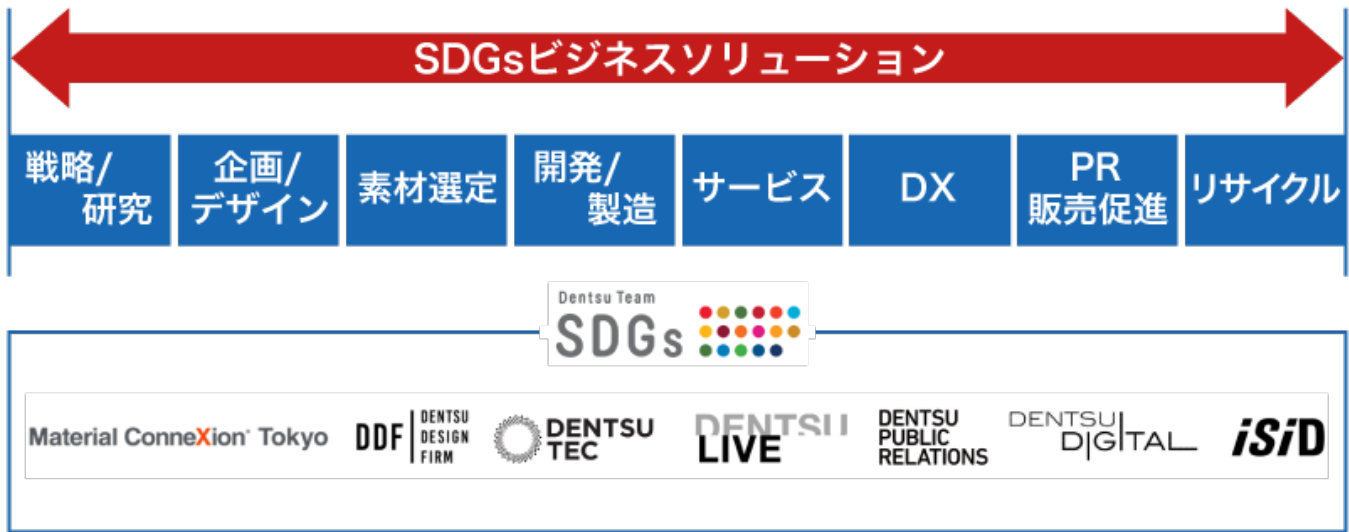 SDGsビジネスソリューション
戦略/
研究
企画/
デザイン
素材選定
開発/
製造
サービス
DX
PR
販売促進
リサイクル
Dentsu Team
SDGs
Material ConneXion® Tokyo
DDF
DENTSU
DESIGN
FIRM
DENTSU
TEC
DENTSU
LIVE
DENTSU
PUBLIC
RELATIONS
DENTSU
DIGITAL
iSiD